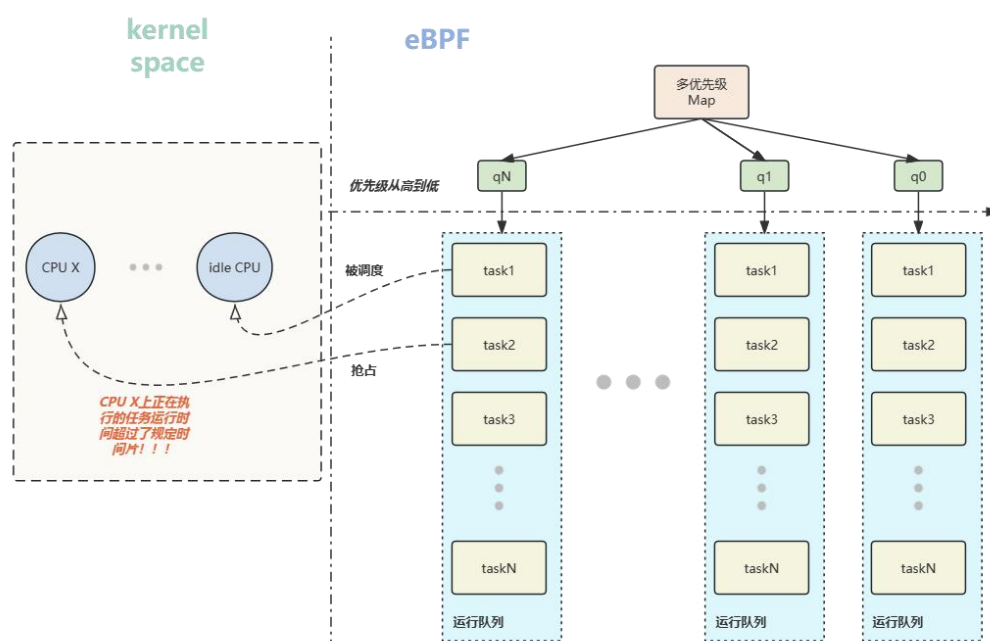 kernel
space
eBPF
多优先级
Map
qN
q1
q0
优先级从高到低
CPU X
idle CPU
被调度
抢占
CPU X上正在执
行的任务运行时
间超过了规定时
间片！！！
task1
task2
task3
taskN
运行队列
task1
task2
task3
taskN
运行队列
task1
task2
task3
taskN
运行队列